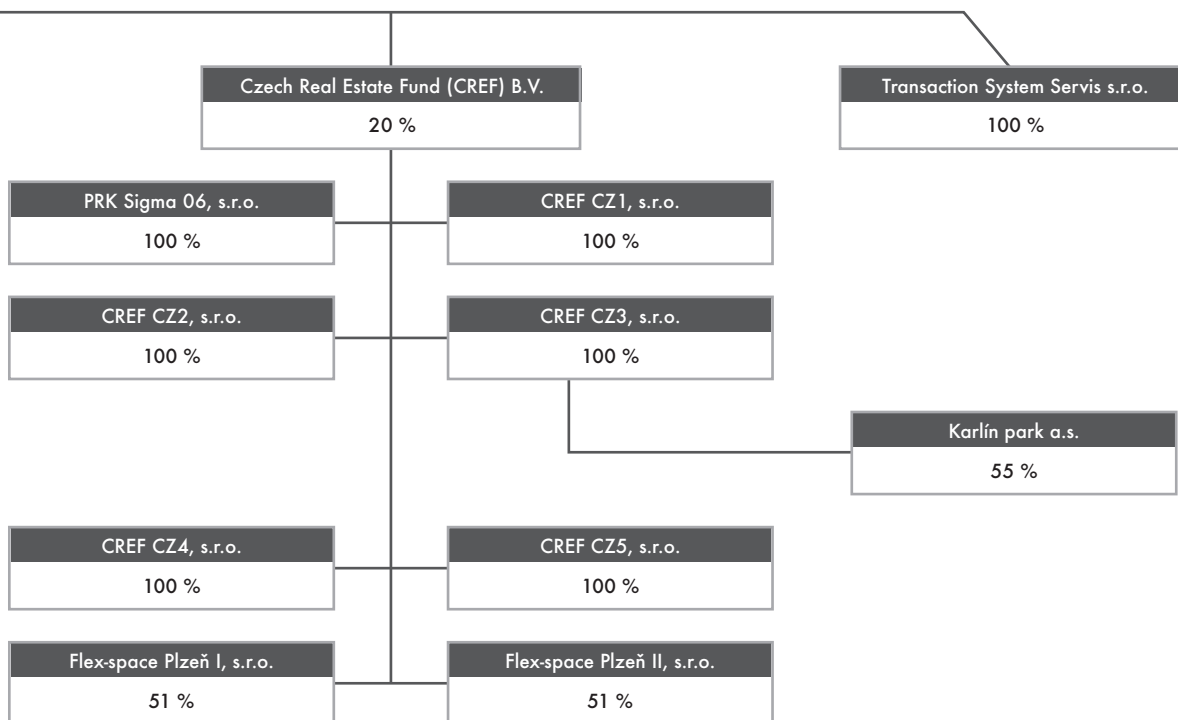 Czech Real Estate Fund (CREF) B.V.
20 %
Transaction System Servis s.r.o.
100 %
PRK Sigma 06, s.r.o.
100 %
CREF CZ1, s.r.o.
100 %
CREF CZ2, s.r.o.
100 %
CREF CZ3, s.r.o.
100 %
Karlín park a.s.
55 %
CREF CZ4, s.r.o.
100 %
CREF CZ5, s.r.o.
100 %
Flex-space Plzeň I, s.r.o.
51 %
Flex-space Plzeň II, s.r.o.
51 %